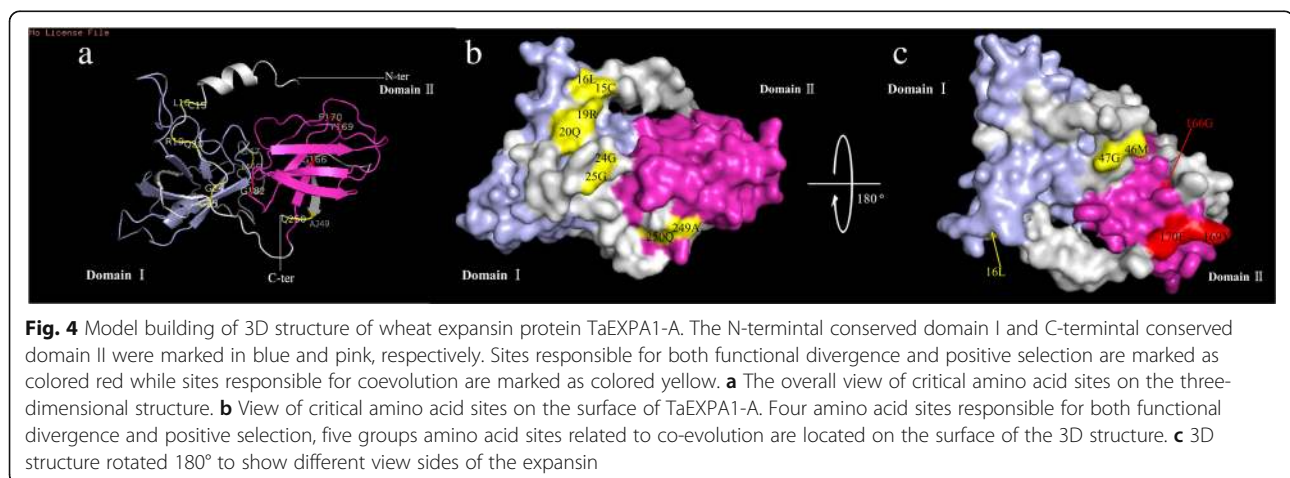 No License File
a
b
c
N-ter
Domain II
Domain I
Domain II
Domain I
166G
L16
C15
16L
15C
F170
Y169
19R
46M
R19
Q20
20Q
47G
G166
24G
180°
G182
25G
Q250
A249
249A
250Q
170F
169Y
16L
Domain I
C-ter
Domain I
Domain II
Fig. 4 Model building of 3D structure of wheat expansin protein TaEXPA1-A. The N-termintal conserved domain I and C-termintal conserved
domain II were marked in blue and pink, respectively. Sites responsible for both functional divergence and positive selection are marked as
colored red while sites responsible for coevolution are marked as colored yellow. a The overall view of critical amino acid sites on the three-
dimensional structure. b View of critical amino acid sites on the surface of TaEXPA1-A. Four amino acid sites responsible for both functional
divergence and positive selection, five groups amino acid sites related to co-evolution are located on the surface of the 3D structure. c 3D
structure rotated 180° to show different view sides of the expansin